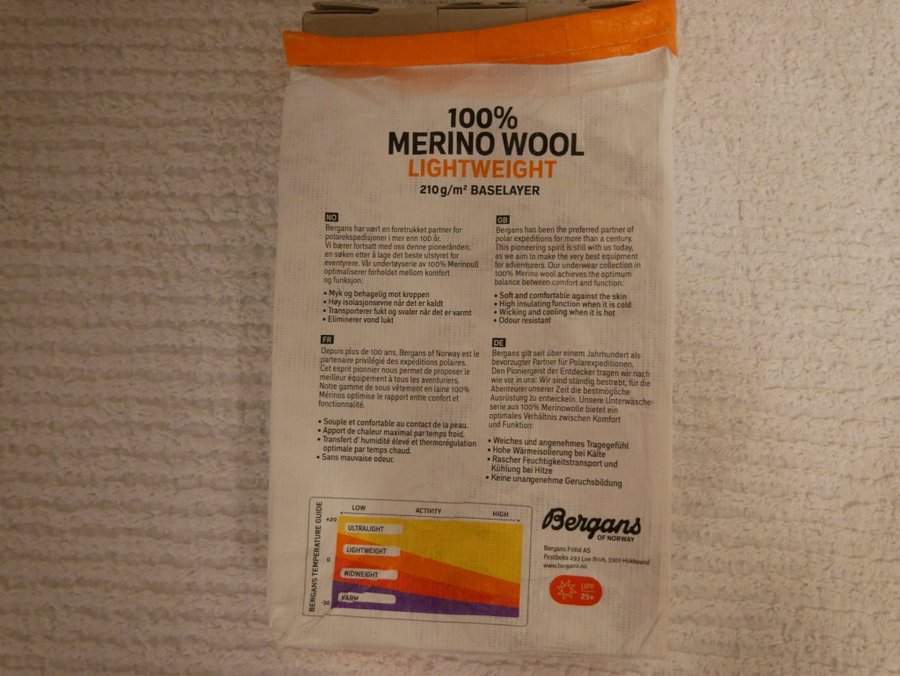 100%
MERINO WOOL
LIGHTWEIGHT
210 g/m² BASELAYER
NO
Bergans har vært en foretrukket partner for
polarekspedisjoner i mer enn 100 år.
Vi bærer fortsatt med oss denne pionerånden;
en søken etter å lage det beste utstyret for
eventyrere. Vår undertøyserie av 100% Merinoull
optimaliserer forholdet mellom komfort
og funksjon:
• Myk og behagelig mot kroppen
• Høy isolasjonsevne når det er kaldt
• Transporterer fukt og svaler når det er varmt
• Eliminerer vond lukt
GB
Bergans has been the preferred partner of
polar expeditions for more than a century.
This pioneering spirit is still with us today,
as we aim to make the very best equipment
for adventurers. Our underwear collection in
100% Merino wool achieves the optimum
balance between comfort and function:
• Soft and comfortable against the skin
• High insulating function when it is cold
• Wicking and cooling when it is hot
• Odour resistant
FR
Depuis plus de 100 ans, Bergans of Norway est le
partenaire privilégié des expéditions polaires.
Cet esprit pionnier nous permet de proposer le
meilleur équipement à tous les aventuriers.
Notre gamme de sous vêtement en laine 100%
Mérinos optimise le rapport entre confort et
fonctionnalité.
• Souple et confortable au contact de la peau.
• Apport de chaleur maximal par temps froid.
• Transfert d' humidité élevé et thermorégulation
optimale par temps chaud.
• Sans mauvaise odeur.
DE
Bergans gilt seit über einem Jahrhundert als
bevorzugter Partner für Polarexpeditionen.
Den Pioniergeist der Entdecker tragen wir nach
wie vor in uns: Wir sind ständig bestrebt, für die
Abenteurer unserer Zeit die bestmögliche
Ausrüstung zu entwickeln. Unsere Unterwäsche-
serie aus 100% Merinowolle bietet ein
optimales Verhältnis zwischen Komfort
und Funktion:
• Weiches und angenehmes Tragegefühl
• Hohe Wärmeisolierung bei Kälte
• Rascher Feuchtigkeitstransport und
Kühlung bei Hitze
• Keine unangenehme Geruchsbildung
BERGANS TEMPERATURE GUIDE
LOW ACTIVITY HIGH
+20
0
-30
ULTRALIGHT
LIGHTWEIGHT
MIDWEIGHT
WARM
Bergans
OF NORWAY
Bergans Fritid AS
Postboks 293 Loe Bruk, 3301 Hokksund
www.bergans.no
UPF
25+